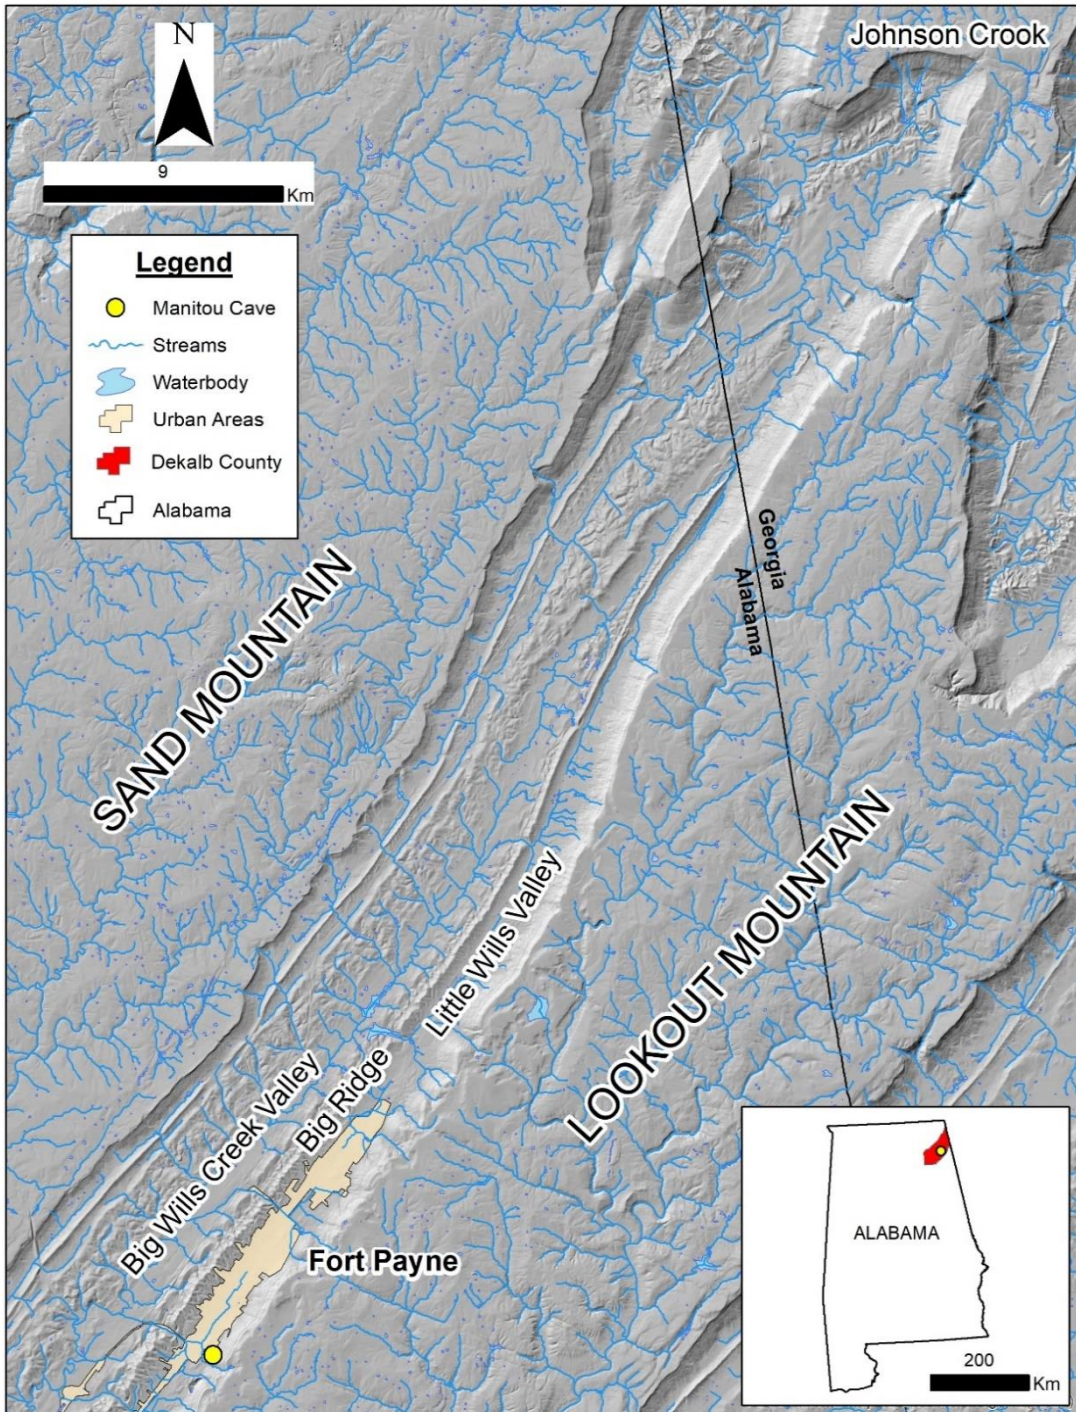 Johnson Crook
N
9
Km
Legend
Manitou Cave
Streams
Waterbody
Urban Areas
Dekalb County
Alabama
Georgia
Alabama
SAND MOUNTAIN
LOOKOUT MOUNTAIN
Little Wills Valley
Big Ridge
Big Wills Creek Valley
Fort Payne
ALABAMA
200
Km